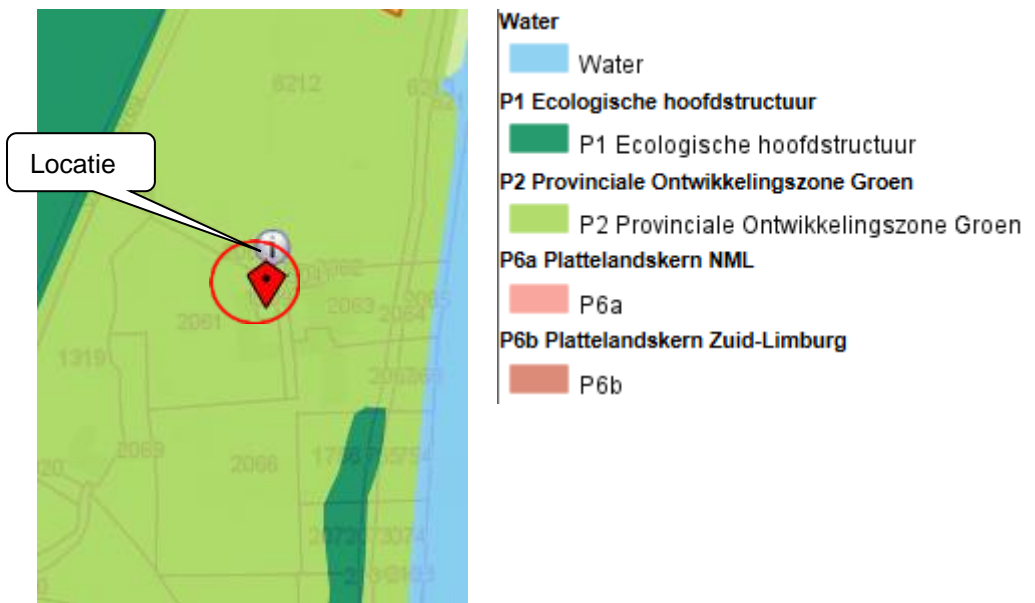 Locatie
6212
2062
2061
2063
2064
2065
1319
2069
2066
Water
Water
P1 Ecologische hoofdstructuur
P1 Ecologische hoofdstructuur
P2 Provinciale Ontwikkelingszone Groen
P2 Provinciale Ontwikkelingszone Groen
P6a Plattelandskern NML
P6a
P6b Plattelandskern Zuid-Limburg
P6b